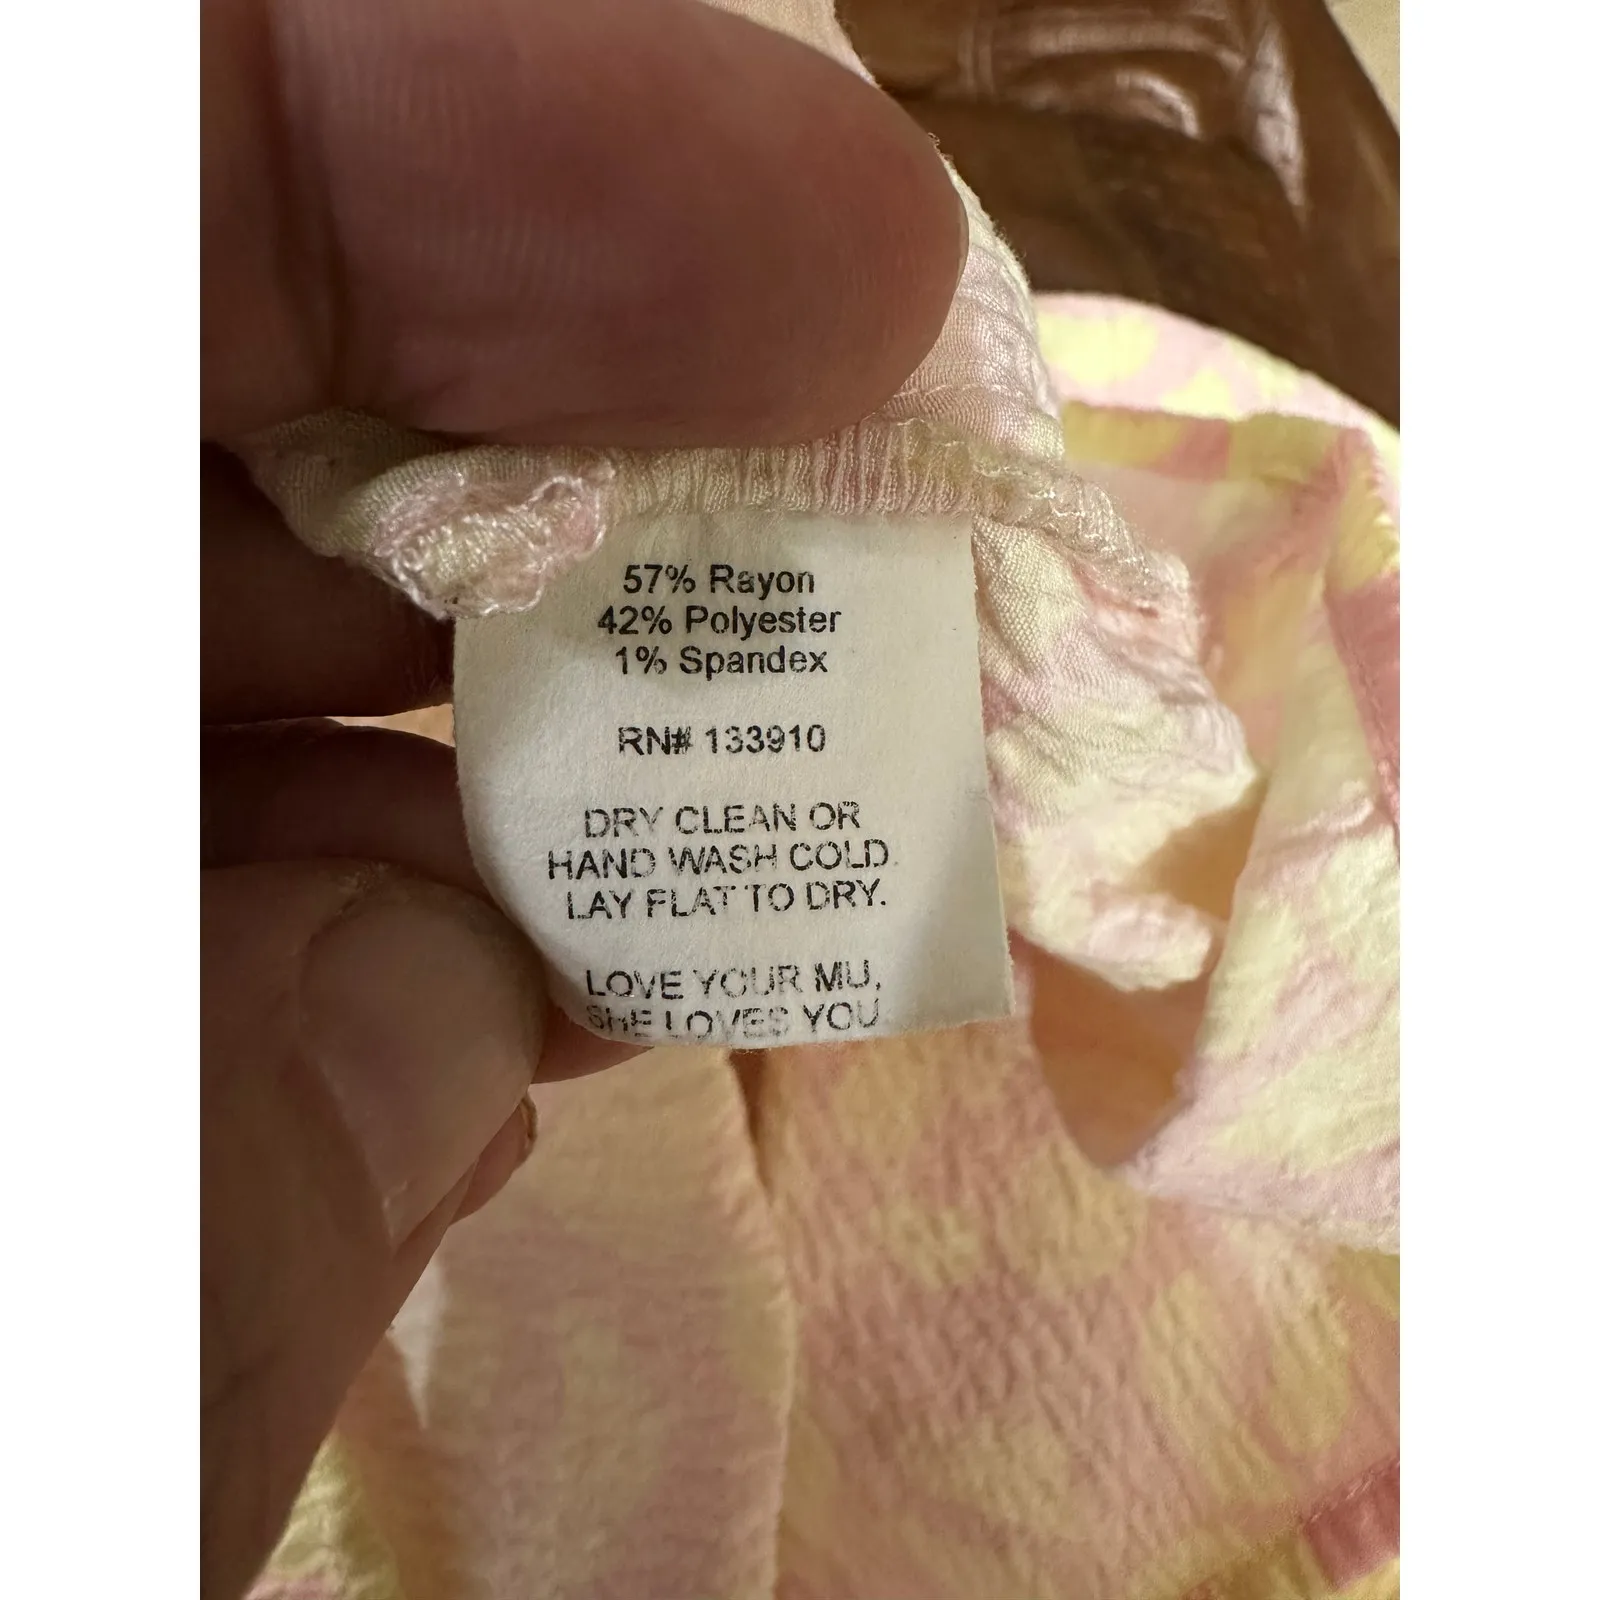 57% Rayon
42% Polyester
1% Spandex
RN# 133910
DRY CLEAN OR
HAND WASH COLD.
LAY FLAT TO DRY.
LOVE YOUR MU,
SHE LOVES YOU